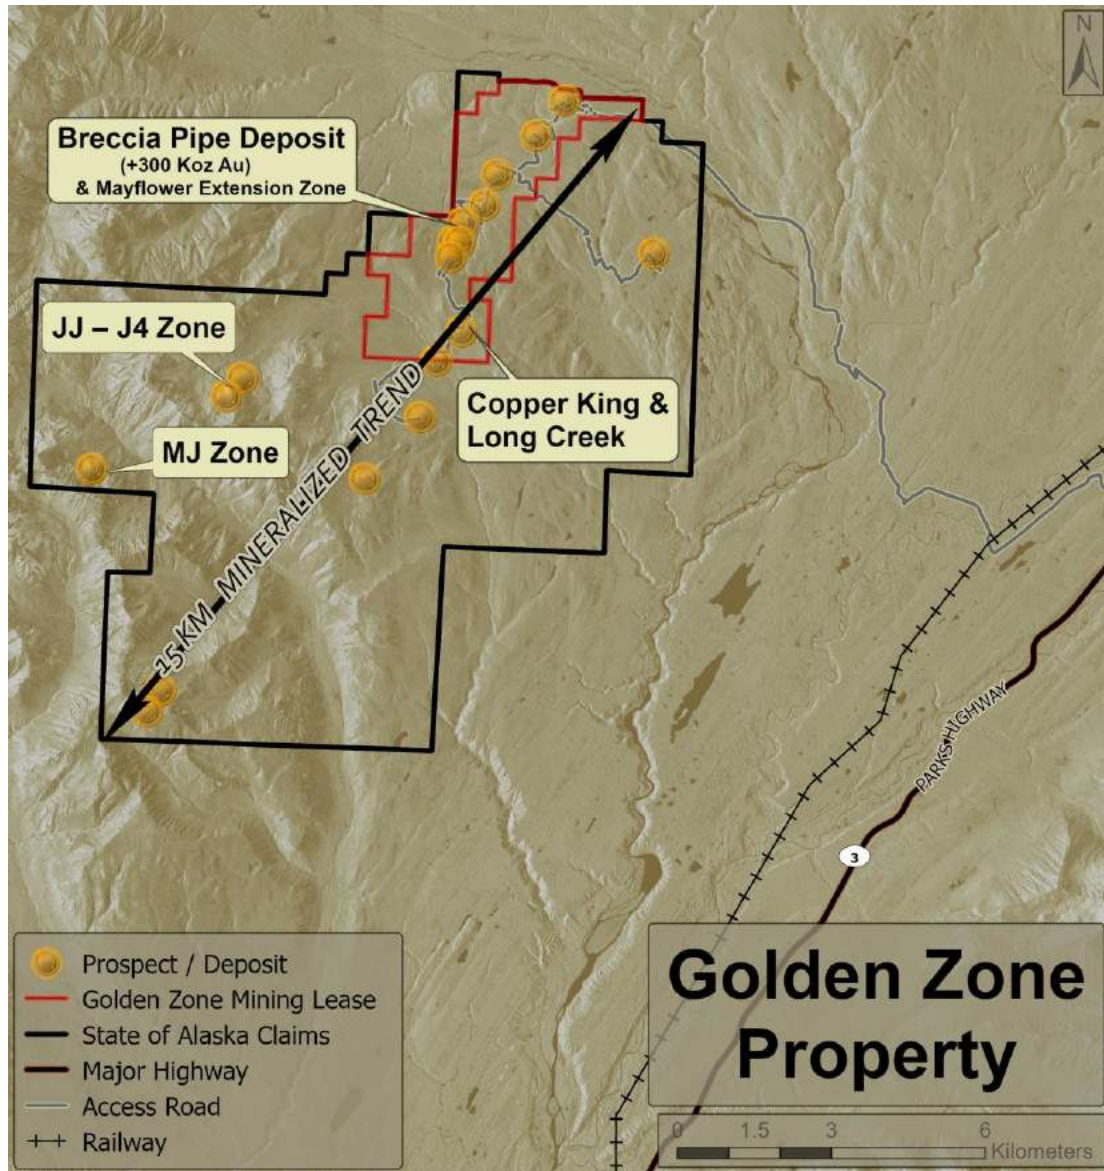 N
Breccia Pipe Deposit
(+300 Koz Au)
& Mayflower Extension Zone
JJ – J4 Zone
MJ Zone
Copper King &
Long Creek
15 KM MINERALIZED TREND
PARKS HIGHWAY
3
Prospect / Deposit
Golden Zone Mining Lease
State of Alaska Claims
Major Highway
Access Road
Railway
Golden Zone
Property
0 1.5 3 6
Kilometers